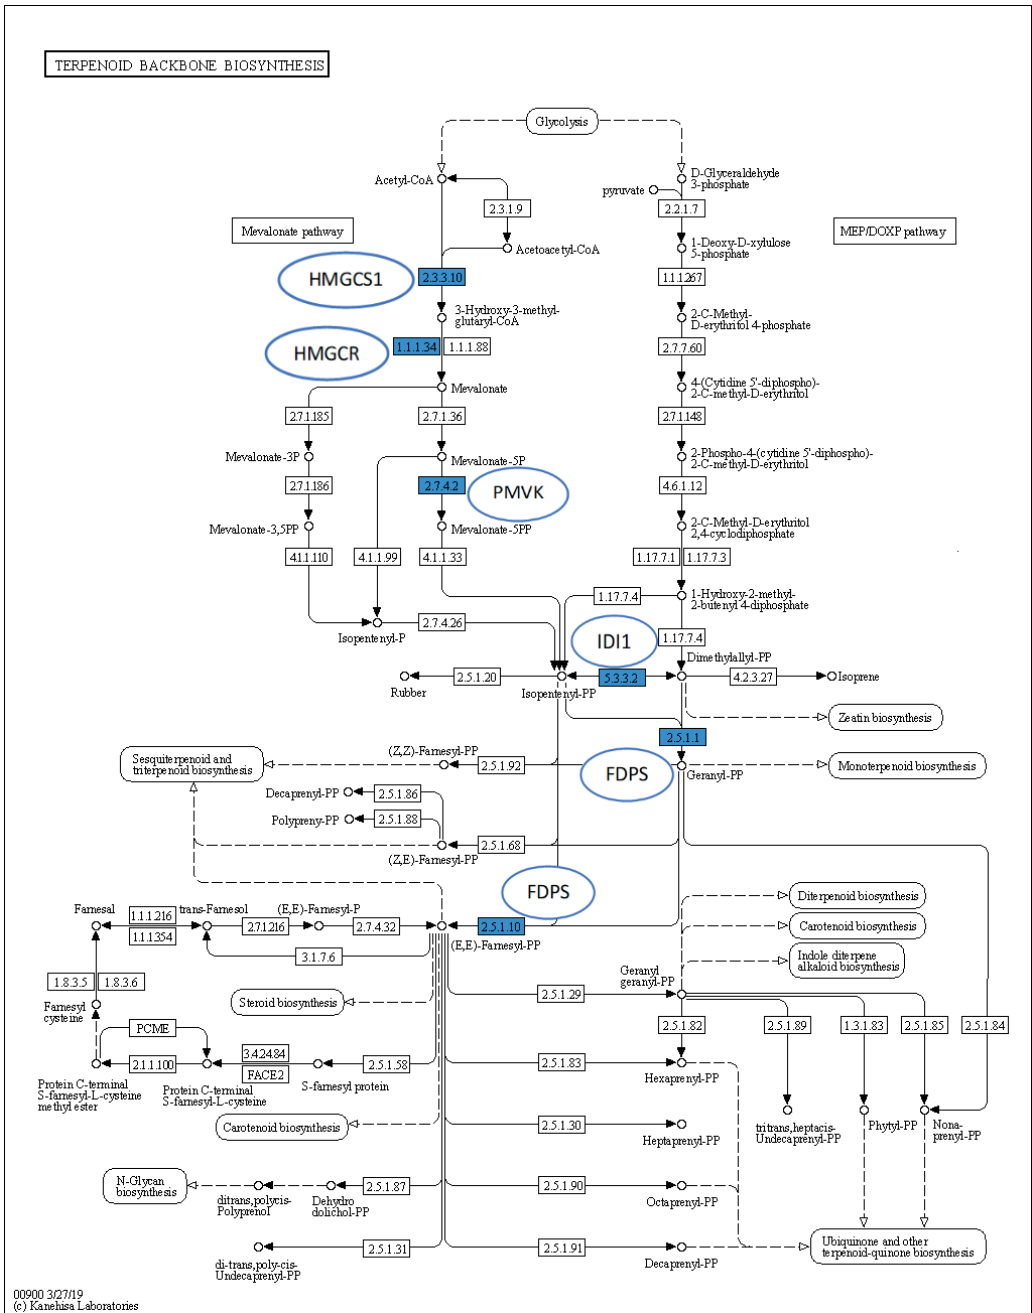 TERPENOID BACKBONE BIOSYNTHESIS
Glycolysis
Acetyl-CoA
D-Glyceraldehyde
3-phosphate
pyruvate
2.3.1.9
2.2.1.7
Mevalonate pathway
MEP/DOXP pathway
Acetoacetyl-CoA
1-Deoxy-D-xylulose
5-phosphate
HMGCS1
2.3.3.10
1.1.1.267
3-Hydroxy-3-methyl-
glutaryl-CoA
2-C-Methyl-
D-erythritol 4-phosphate
HMGCR
1.1.1.34
1.1.1.88
2.7.7.60
Mevalonate
4-(Cytidine 5'-diphospho)-
2-C-methyl-D-erythritol
2.7.1.185
2.7.1.36
2.7.1.148
Mevalonate-3P
Mevalonate-5P
2-Phospho-4-(cytidine 5'-diphospho)-
2-C-methyl-D-erythritol
2.7.1.186
2.7.4.2
PMVK
4.6.1.12
Mevalonate-3,5PP
Mevalonate-5PP
2-C-Methyl-D-erythritol
2,4-cyclodiphosphate
4.1.1.110
4.1.1.99
4.1.1.33
1.17.7.1
1.17.7.3
1.17.7.4
1-Hydroxy-2-methyl-
2-butenyl 4-diphosphate
Isopentenyl-P
2.7.4.26
IDI1
1.17.7.4
Dimethylallyl-PP
Rubber
2.5.1.20
Isopentenyl-PP
5.3.3.2
4.2.3.27
Isoprene
Zeatin biosynthesis
2.5.1.1
Sesquiterpenoid and
triterpenoid biosynthesis
(Z,Z)-Farnesyl-PP
2.5.1.92
FDPS
Geranyl-PP
Monoterpenoid biosynthesis
Decaprenyl-PP
2.5.1.86
Polypreny-PP
2.5.1.88
(Z,E)-Farnesyl-PP
2.5.1.68
FDPS
Diterpenoid biosynthesis
Farnesal
1.1.1.216
trans-Farnesol
(E,E)-Farnesyl-P
2.7.1.216
2.7.4.32
2.5.1.10
Carotenoid biosynthesis
1.1.1.354
(E,E)-Farnesyl-PP
3.1.7.6
Indole diterpene
alkaloid biosynthesis
1.8.3.5
1.8.3.6
Geranyl
geranyl-PP
Farnesyl
cysteine
Steroid biosynthesis
2.5.1.29
PCME
2.5.1.82
2.5.1.89
1.3.1.83
2.5.1.85
2.5.1.84
2.1.1.100
3.4.24.84
FACE2
2.5.1.58
2.5.1.83
Hexaprenyl-PP
Protein C-terminal
S-farnesyl-L-cysteine
methyl ester
Protein C-terminal
S-farnesyl-L-cysteine
S-farnesyl protein
Carotenoid biosynthesis
2.5.1.30
Heptaprenyl-PP
tritrans,heptacis-
Undecaprenyl-PP
Phytyl-PP
Nona-
prenyl-PP
N-Glycan
biosynthesis
ditrans,polycis-
Polyprenol
Dehydro
dolichol-PP
2.5.1.87
2.5.1.90
Octaprenyl-PP
di-trans,poly-cis-
Undecaprenyl-PP
2.5.1.31
2.5.1.91
Decaprenyl-PP
Ubiquinone and other
terpenoid-quinone biosynthesis
00900 3/27/19
(c) Kanehisa Laboratories